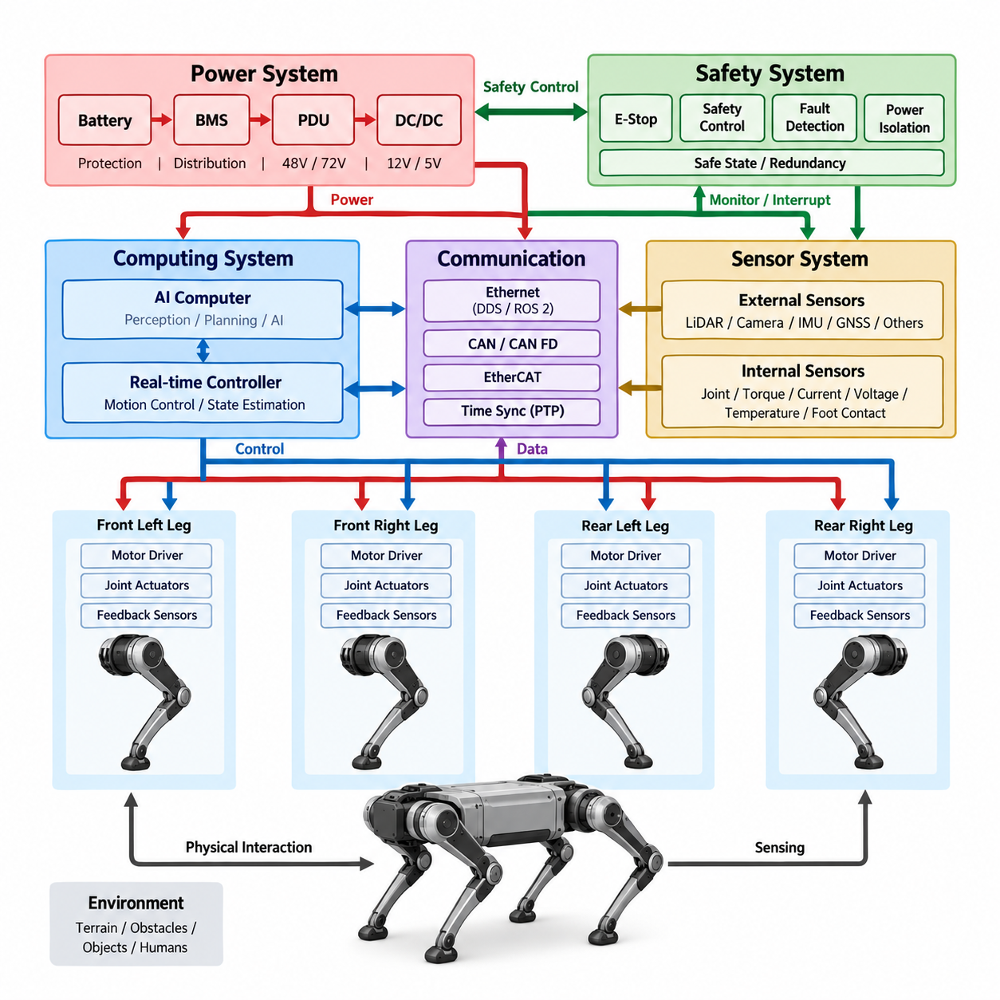 Power System
Battery
BMS
PDU
DC/DC
Protection | Distribution | 48V / 72V | 12V / 5V
Safety Control
Safety System
E-Stop
Safety
Control
Fault
Detection
Power
Isolation
Safe State / Redundancy
Power
Monitor / Interrupt
Computing System
AI Computer
Perception / Planning / AI
Real-time Controller
Motion Control / State Estimation
Communication
Ethernet
(DDS / ROS 2)
CAN / CAN FD
EtherCAT
Time Sync (PTP)
Sensor System
External Sensors
LiDAR / Camera / IMU / GNSS / Others
Internal Sensors
Joint / Torque / Current / Voltage /
Temperature / Foot Contact
Control
Data
Front Left Leg
Motor Driver
Joint Actuators
Feedback Sensors
Front Right Leg
Motor Driver
Joint Actuators
Feedback Sensors
Rear Left Leg
Motor Driver
Joint Actuators
Feedback Sensors
Rear Right Leg
Motor Driver
Joint Actuators
Feedback Sensors
Physical Interaction
Sensing
Environment
Terrain / Obstacles /
Objects / Humans